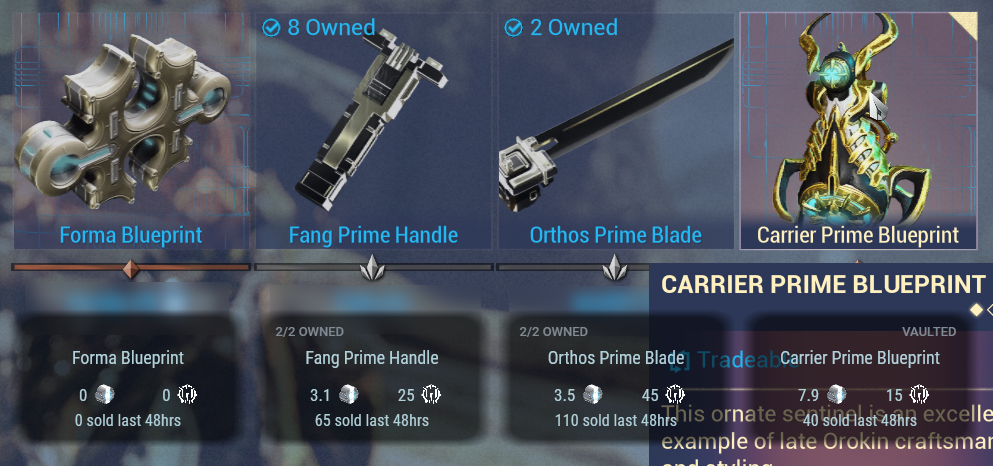 8 Owned
2 Owned
Forma Blueprint
Fang Prime Handle
Orthos Prime Blade
Carrier Prime Blueprint
CARRIER PRIME BLUEPRINT
2/2 OWNED
2/2 OWNED
VAULTED
Forma Blueprint
Fang Prime Handle
Orthos Prime Blade
Tradeable
Carrier Prime Blueprint
0 0
3.1 25
3.5 45
7.9 15
0 sold last 48hrs
65 sold last 48hrs
110 sold last 48hrs
40 sold last 48hrs
This ornate sentinel is an excelle
example of late Orokin craftsman
and styling